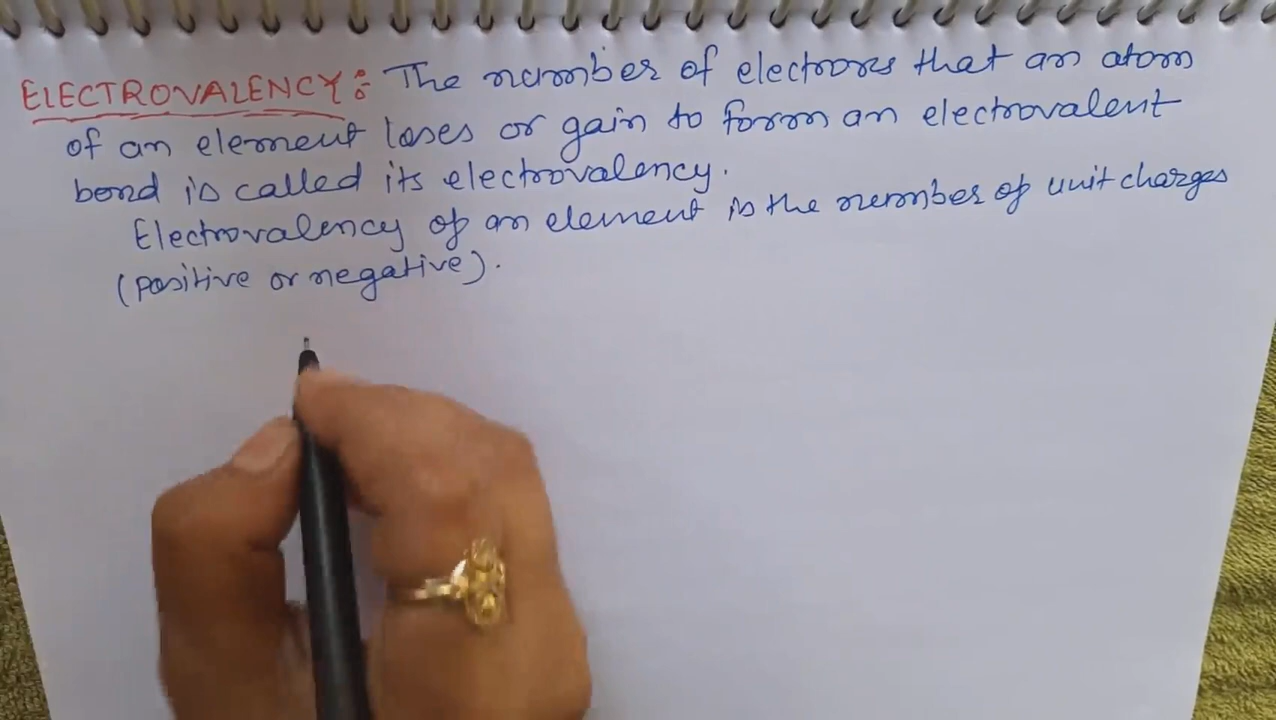 ELECTROVALENCY: The number of electrons that an atom
of an element loses or gain to form an electrovalent
bond is called its electrovalency.
Electrovalency of an element is the number of unit charges
(positive or negative).